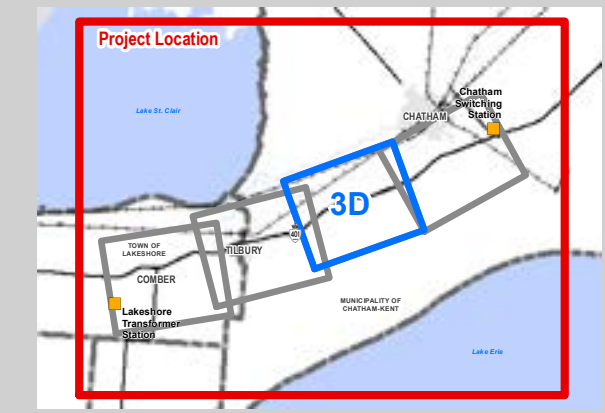 Project Location
Lake St. Clair
Chatham
Switching
Station
CHATHAM
3D
401
TOWN OF
LAKESHORE
TILBURY
COMBER
MUNICIPALITY OF
CHATHAM-KENT
Lakeshore
Transformer
Station
Lake Erie